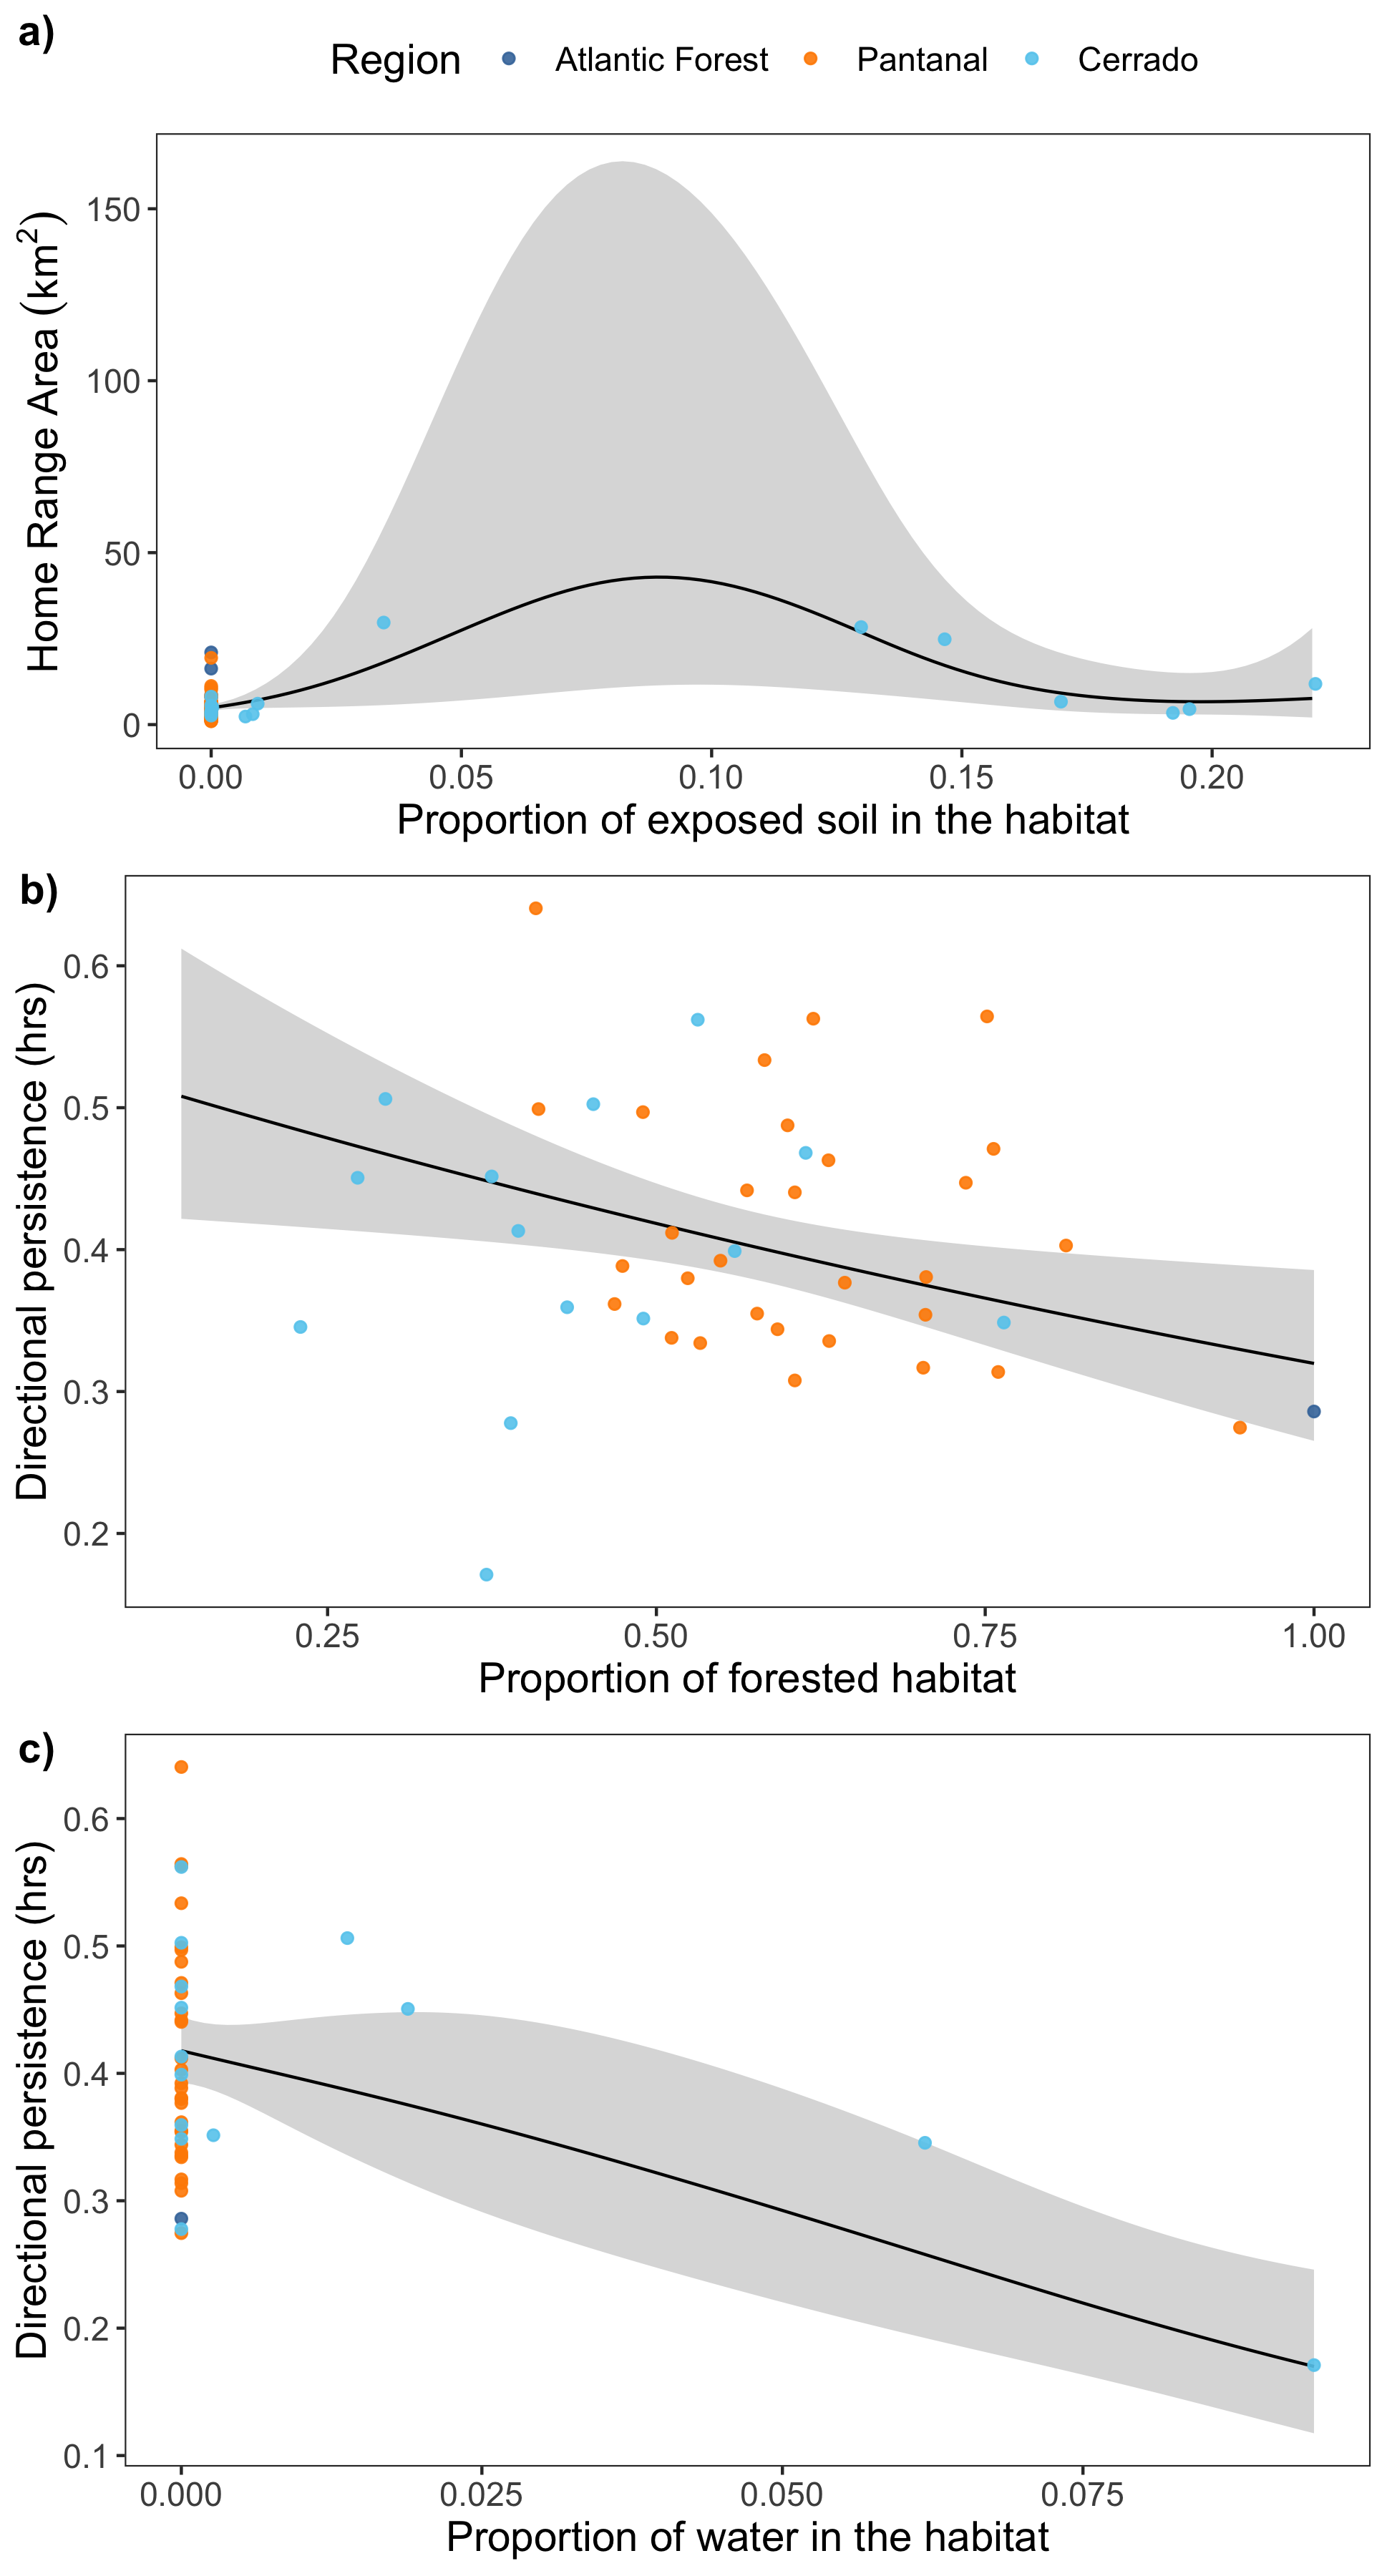 a)
Region Atlantic Forest Pantanal Cerrado
Home Range Area (km²)
150
100
50
0
0.00 0.05 0.10 0.15 0.20
Proportion of exposed soil in the habitat
b)
Directional persistence (hrs)
0.6
0.5
0.4
0.3
0.2
0.25 0.50 0.75 1.00
Proportion of forested habitat
c)
Directional persistence (hrs)
0.6
0.5
0.4
0.3
0.2
0.1
0.000 0.025 0.050 0.075
Proportion of water in the habitat